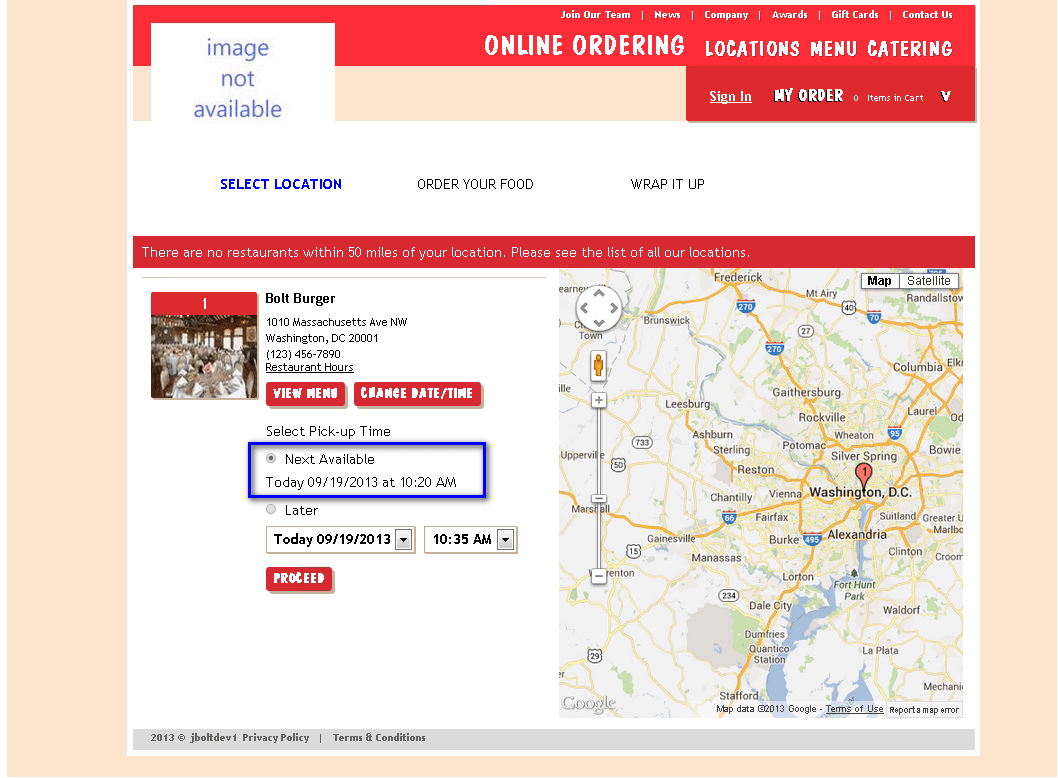 Join Our Team | News | Company | Awards | Gift Cards | Contact Us
image
not
available
ONLINE ORDERING LOCATIONS MENU CATERING
Sign In MY ORDER 0 Items in Cart V
SELECT LOCATION ORDER YOUR FOOD WRAP IT UP
There are no restaurants within 50 miles of your location. Please see the list of all our locations.
1
Bolt Burger
1010 Massachusetts Ave NW
Washington, DC 20001
(123) 456-7890
Restaurant Hours
VIEW MENU CHANGE DATE/TIME
Select Pick-up Time
Next Available
Today 09/19/2013 at 10:20 AM
Later
Today 09/19/2013 10:35 AM
PROCEED
Map Satellite
Frederick
Mt Airy
Randallstow
270
40
70
Brunswick
27
Town
270
Columbia
Gaithersburg
Leesburg
Rockville
Laurel
Ashburn
Wheaton
95
733
Potomac
Sterling
Silver Spring
Bowie
Upperville
50
Reston
1
Chantilly
Vienna
Washington, D.C.
Marshall
66
Fairfax
Suitland
Greater U
Marlbo
Gainesville
Burke
495
Alexandria
15
Manassas
Clinton
Croom
Warrenton
Lorton
Fort Hunt
Park
234
Dale City
Waldorf
Dumfries
Quantico
Station
29
La Plata
Mechani
Stafford
Google
Map data ©2013 Google - Terms of Use Report a map error
2013 © jboltdev1 Privacy Policy | Terms & Conditions